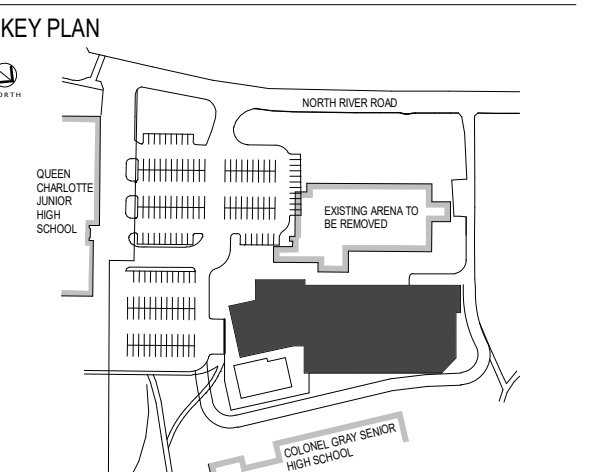 KEY PLAN
NORTH RIVER ROAD
QUEEN
CHARLOTTE
JUNIOR
HIGH
SCHOOL
EXISTING ARENA TO
BE REMOVED
COLONEL GRAY SENIOR
HIGH SCHOOL